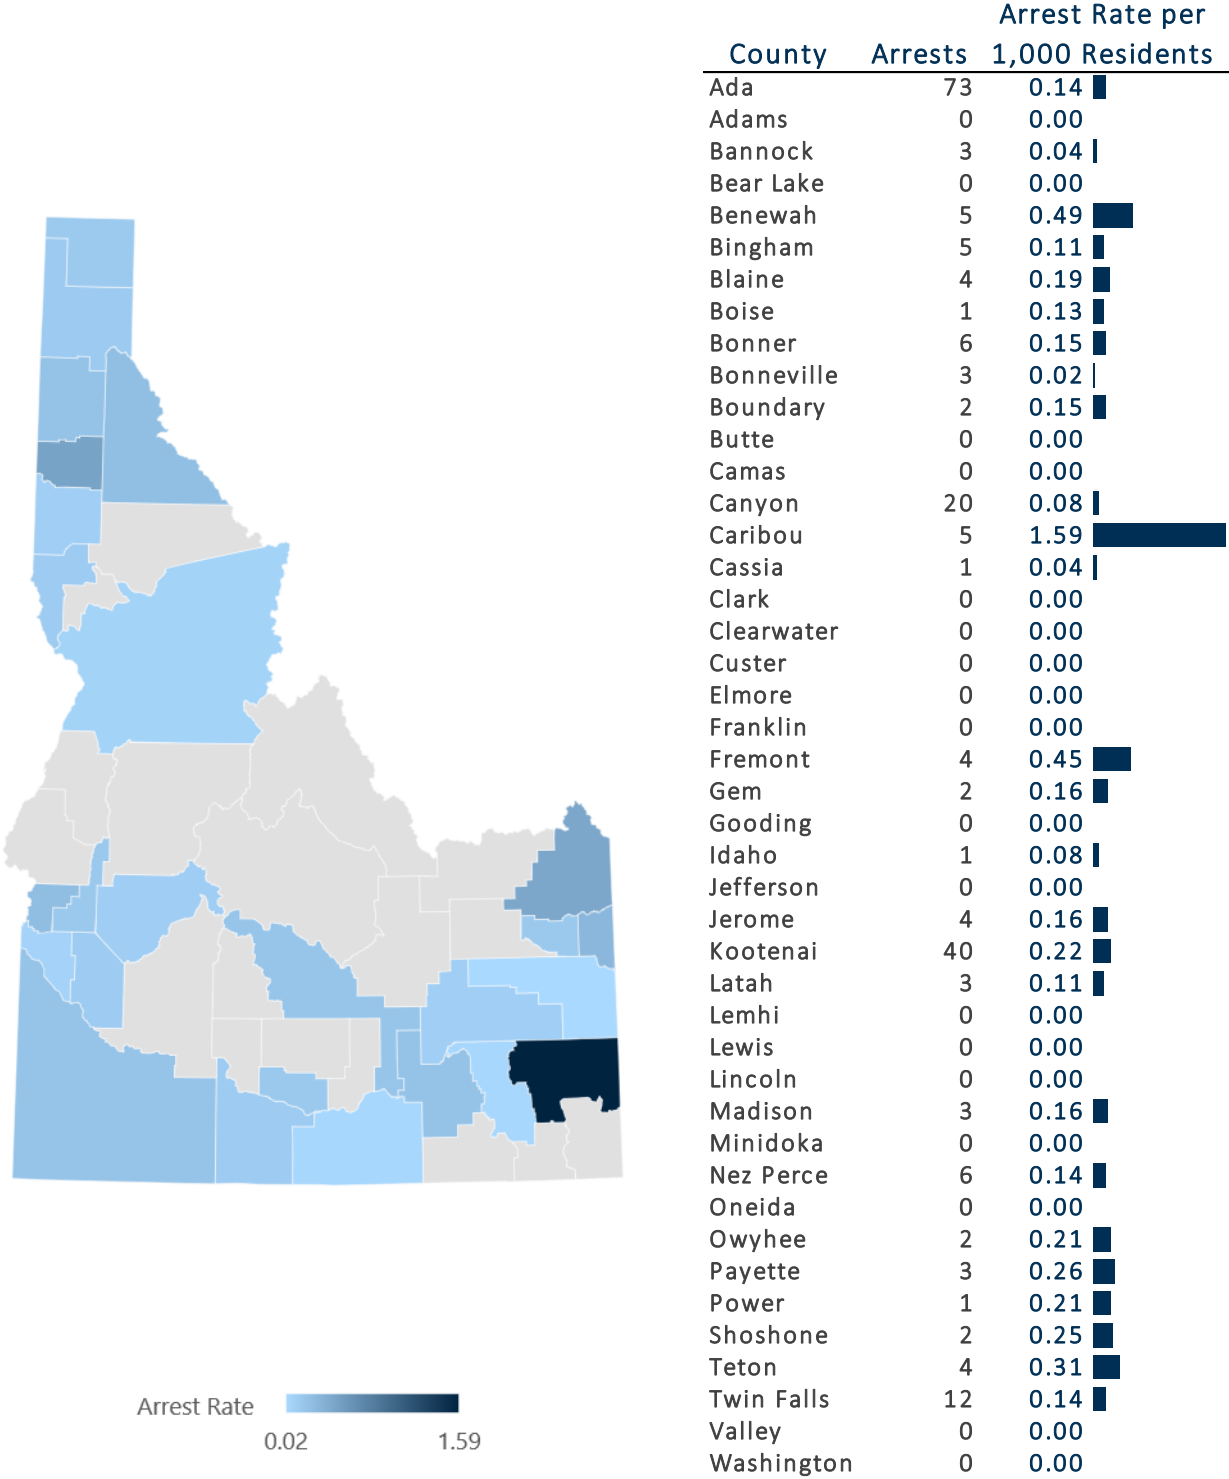 Arrest Rate per
County Arrests 1,000 Residents
Ada 73 0.14
Adams 0 0.00
Bannock 3 0.04
Bear Lake 0 0.00
Benewah 5 0.49
Bingham 5 0.11
Blaine 4 0.19
Boise 1 0.13
Bonner 6 0.15
Bonneville 3 0.02
Boundary 2 0.15
Butte 0 0.00
Camas 0 0.00
Canyon 20 0.08
Caribou 5 1.59
Cassia 1 0.04
Clark 0 0.00
Clearwater 0 0.00
Custer 0 0.00
Elmore 0 0.00
Franklin 0 0.00
Fremont 4 0.45
Gem 2 0.16
Gooding 0 0.00
Idaho 1 0.08
Jefferson 0 0.00
Jerome 4 0.16
Kootenai 40 0.22
Latah 3 0.11
Lemhi 0 0.00
Lewis 0 0.00
Lincoln 0 0.00
Madison 3 0.16
Minidoka 0 0.00
Nez Perce 6 0.14
Oneida 0 0.00
Owyhee 2 0.21
Payette 3 0.26
Power 1 0.21
Shoshone 2 0.25
Teton 4 0.31
Twin Falls 12 0.14
Valley 0 0.00
Washington 0 0.00
Arrest Rate
0.02 1.59